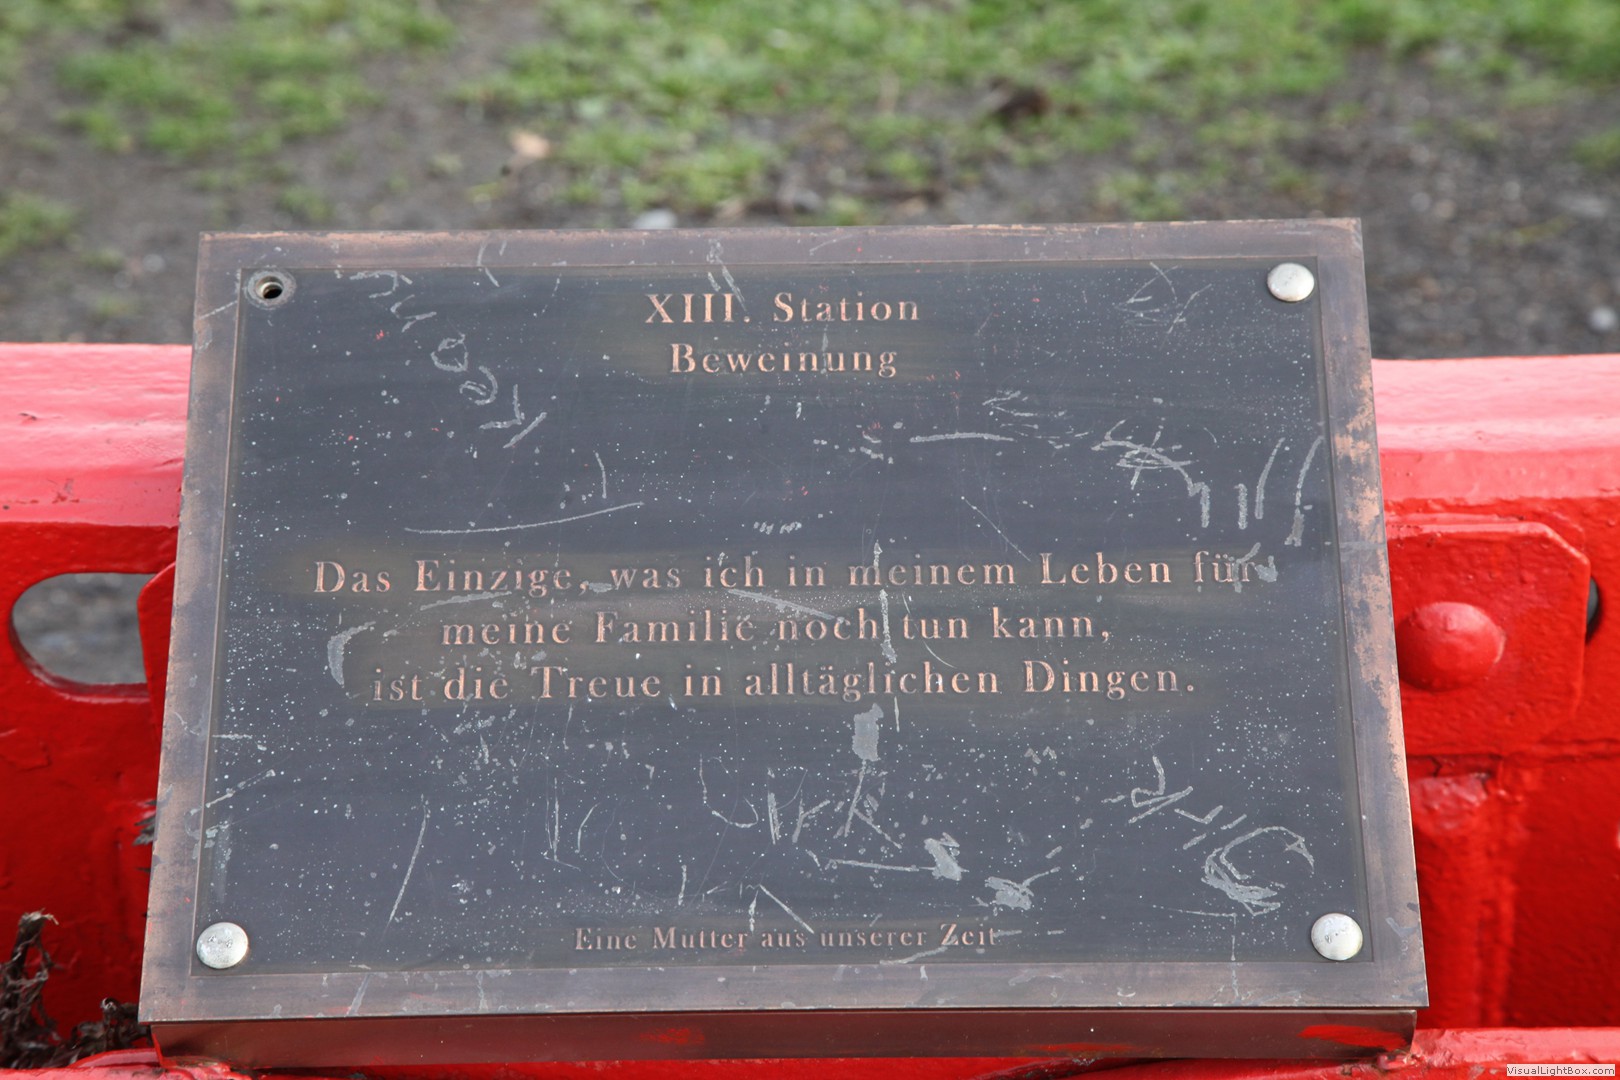 XIII. Station
Beweinung
Das Einzige, was ich in meinem Leben für
meine Familie noch tun kann,
ist die Treue in alltäglichen Dingen.
Eine Mutter aus unserer Zeit
VisualLightBox.com